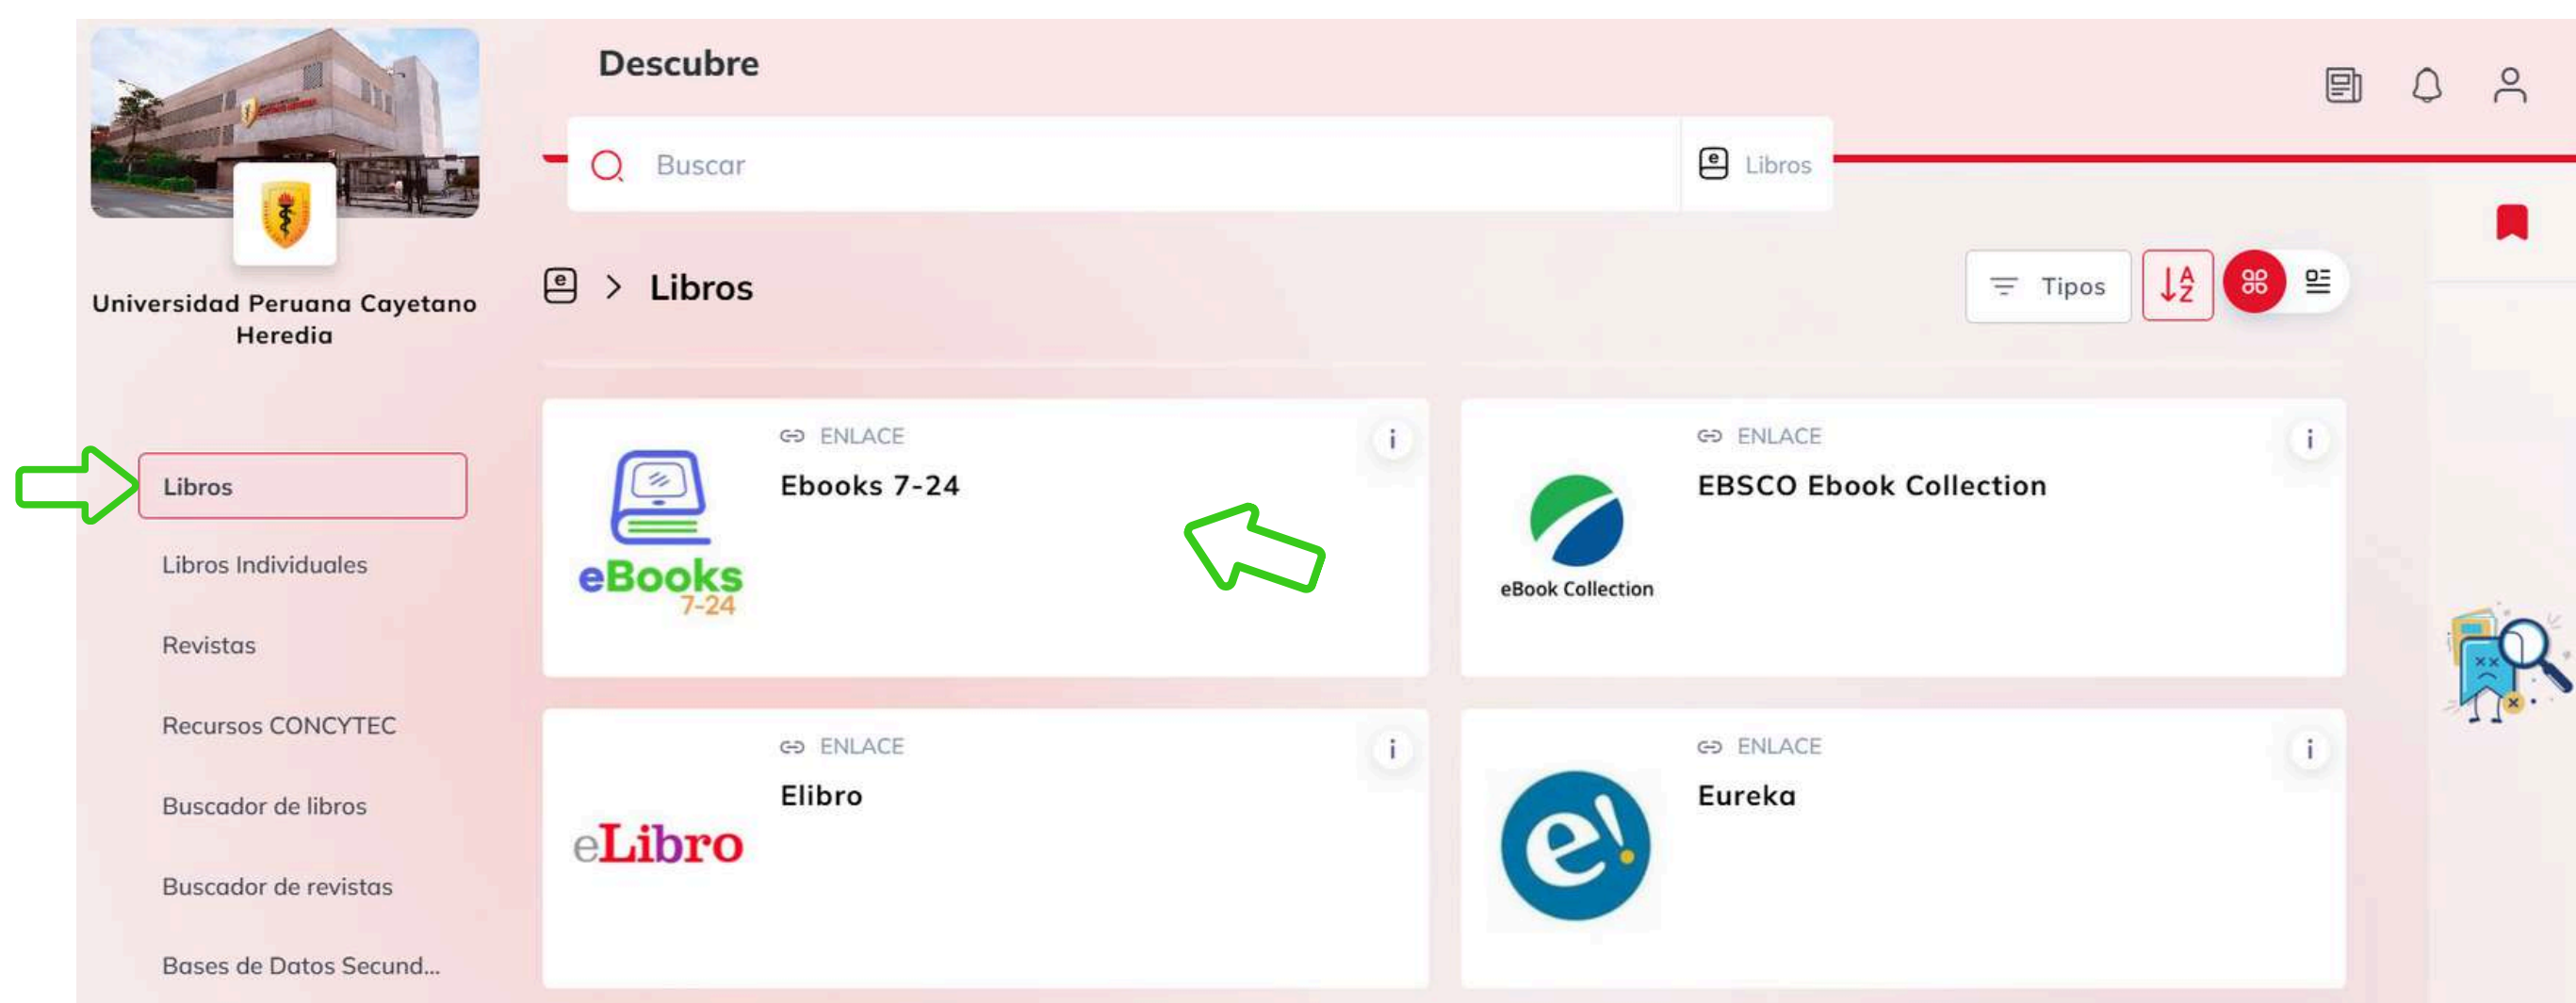 Descubre
Buscar
Libros
Universidad Peruana Cayetano
Heredia
Libros
Tipos
A
Z
Libros
Libros Individuales
Revistas
Recursos CONCYTEC
Buscador de libros
Buscador de revistas
Bases de Datos Secund...
ENLACE
i
Ebooks 7-24
eBooks
7-24
ENLACE
i
EBSCO Ebook Collection
eBook Collection
ENLACE
i
Elibro
eLibro
ENLACE
i
Eureka
e!